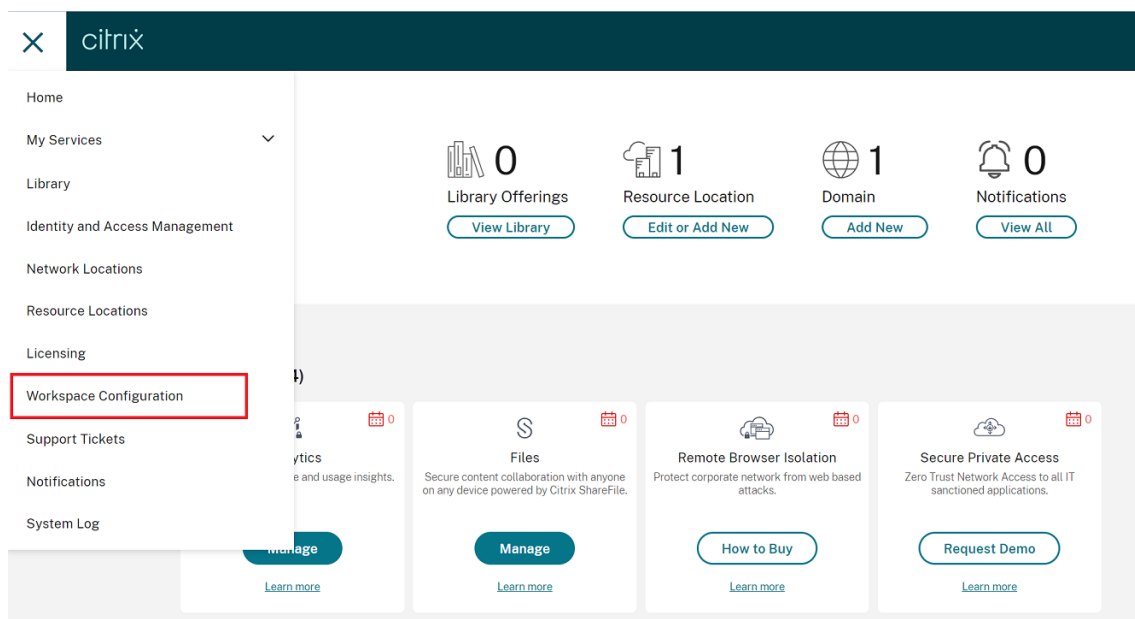 citrix
Home
My Services
Library
Identity and Access Management
Network Locations
Resource Locations
Licensing
Workspace Configuration
Support Tickets
Notifications
System Log
0
Library Offerings
View Library
1
Resource Location
Edit or Add New
1
Domain
Add New
0
Notifications
View All
4)
0
ytics
e and usage insights.
Manage
Learn more
0
Files
Secure content collaboration with anyone
on any device powered by Citrix ShareFile.
Manage
Learn more
0
Remote Browser Isolation
Protect corporate network from web based
attacks.
How to Buy
Learn more
0
Secure Private Access
Zero Trust Network Access to all IT
sanctioned applications.
Request Demo
Learn more